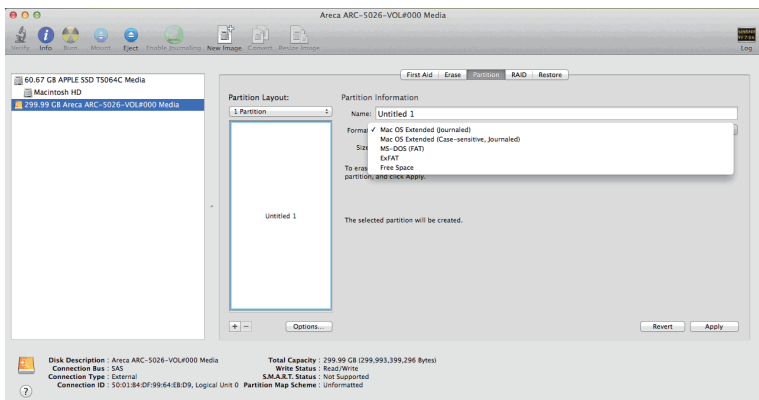 Areca ARC-5026-VOL#000 Media
Verify Info Burn Mount Eject Enable Journaling New Image Convert Resize Image
Log
First Aid Erase Partition RAID Restore
60.67 GB APPLE SSD TS064C Media
Macintosh HD
299.99 GB Areca ARC-5026-VOL#000 Media
Partition Layout:
1 Partition
Untitled 1
Partition Information
Name: Untitled 1
Format
✓ Mac OS Extended (Journaled)
Mac OS Extended (Case-sensitive, Journaled)
MS-DOS (FAT)
ExFAT
Free Space
Size
To eras
partition, and click Apply.
The selected partition will be created.
+ − Options...
Revert Apply
Disk Description : Areca ARC-5026-VOL#000 Media
Connection Bus : SAS
Connection Type : External
Connection ID : 50:01:B4:DF:99:64:EB:D9, Logical Unit 0
Total Capacity : 299.99 GB (299,993,399,296 Bytes)
Write Status : Read/Write
S.M.A.R.T. Status : Not Supported
Partition Map Scheme : Unformatted
?